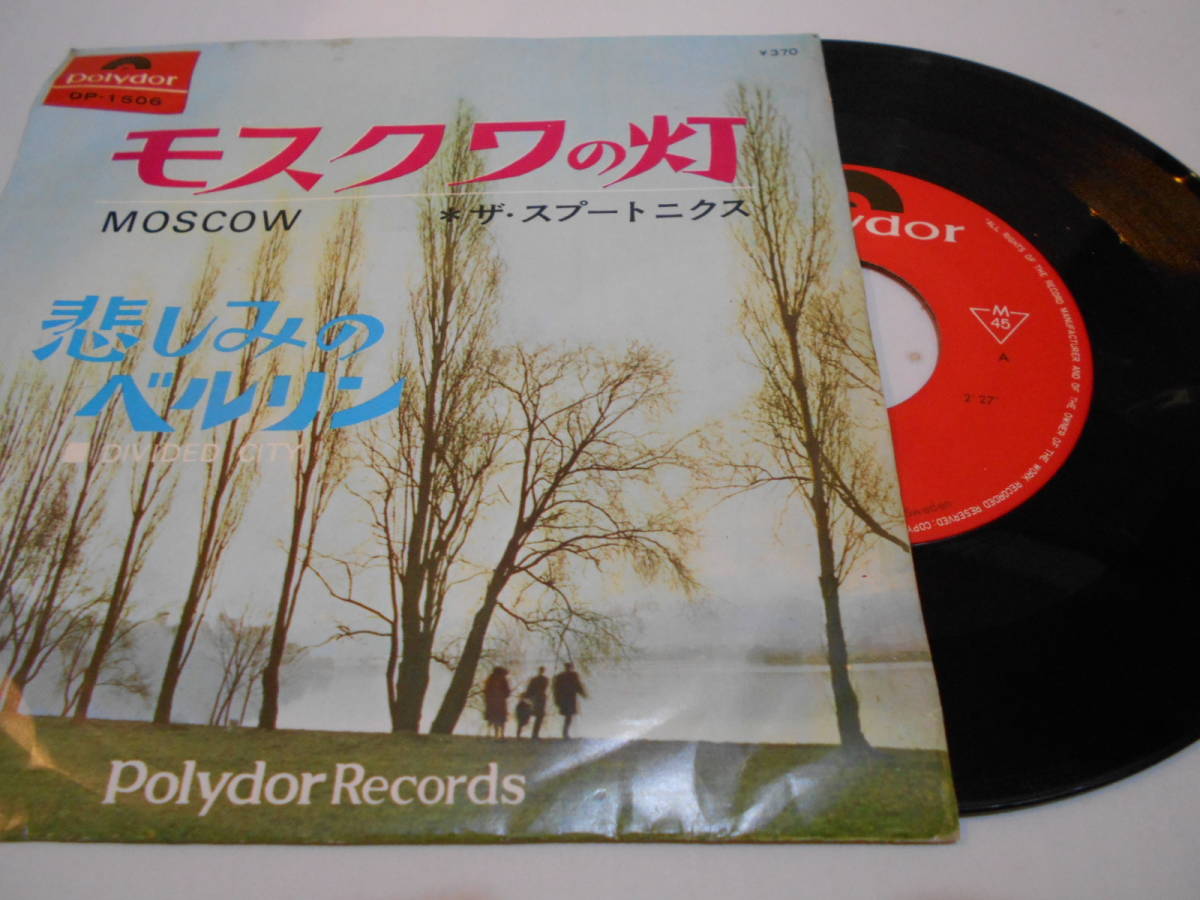 polydor
DP-1506
¥370
モスクワの灯
MOSCOW
*ザ・スプートニクス
悲しみの
ベルリン
DIVIDED CITY
Polydor Records
lydor
"ALL RIGHTS OF THE RECORD MANUFACTURER AND OF THE OWNER OF THE WORK RECORDED RESERVED. COPY
M
45
A
2'27"